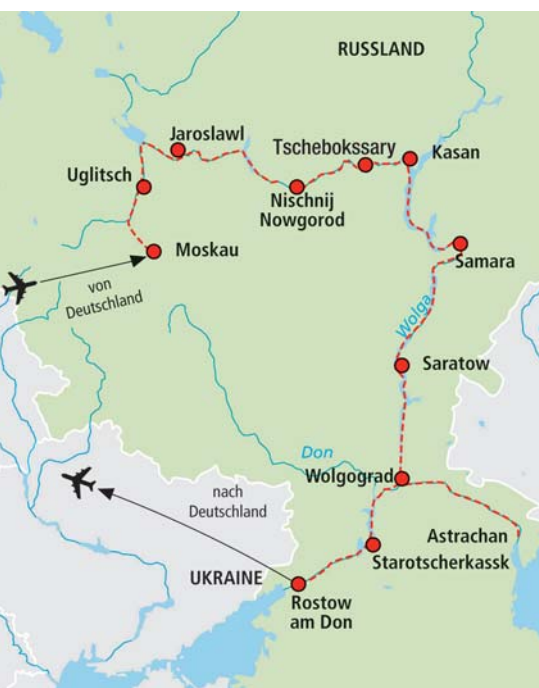 RUSSLAND
Jaroslawl
Tschebokssary
Kasan
Uglitsch
Nischnij
Nowgorod
Moskau
Samara
von
Deutschland
Wolga
Saratow
Don
Wolgograd
nach
Deutschland
Astrachan
Starotscherkassk
UKRAINE
Rostow
am Don